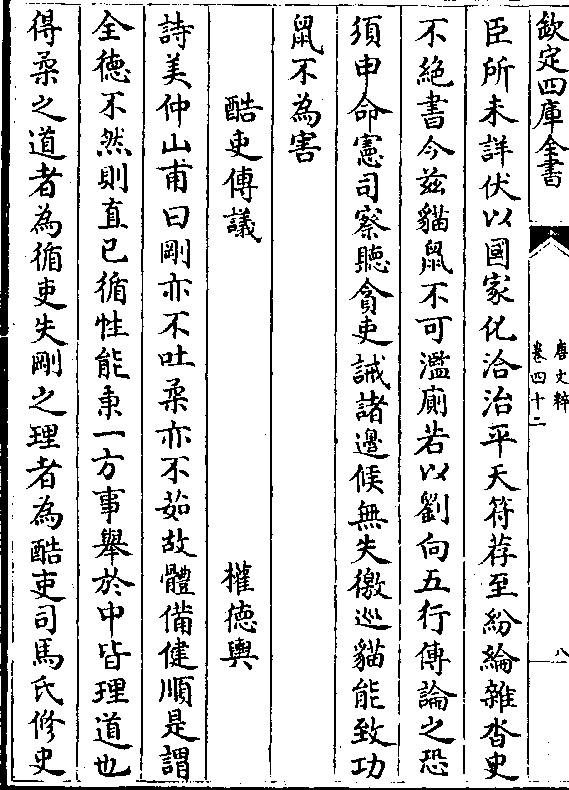 欽定四庫全書
唐文粹
卷四十二
八
臣所未詳伏以國家化洽治平天符荐至紛綸雜沓史
不絶書今兹貓鼠不可濫廁若以劉向五行傳論之恐
須申命憲司察聽貪吏誡諸邊候無失徼巡貓能致功
鼠不為害
酷吏傳議 權徳輿
詩美仲山甫曰剛亦不吐柔亦不茹故體備健順是謂
全徳不然則直已循性能秉一方事舉於中皆理道也
得柔之道者為循吏失剛之理者為酷吏司馬氏修史